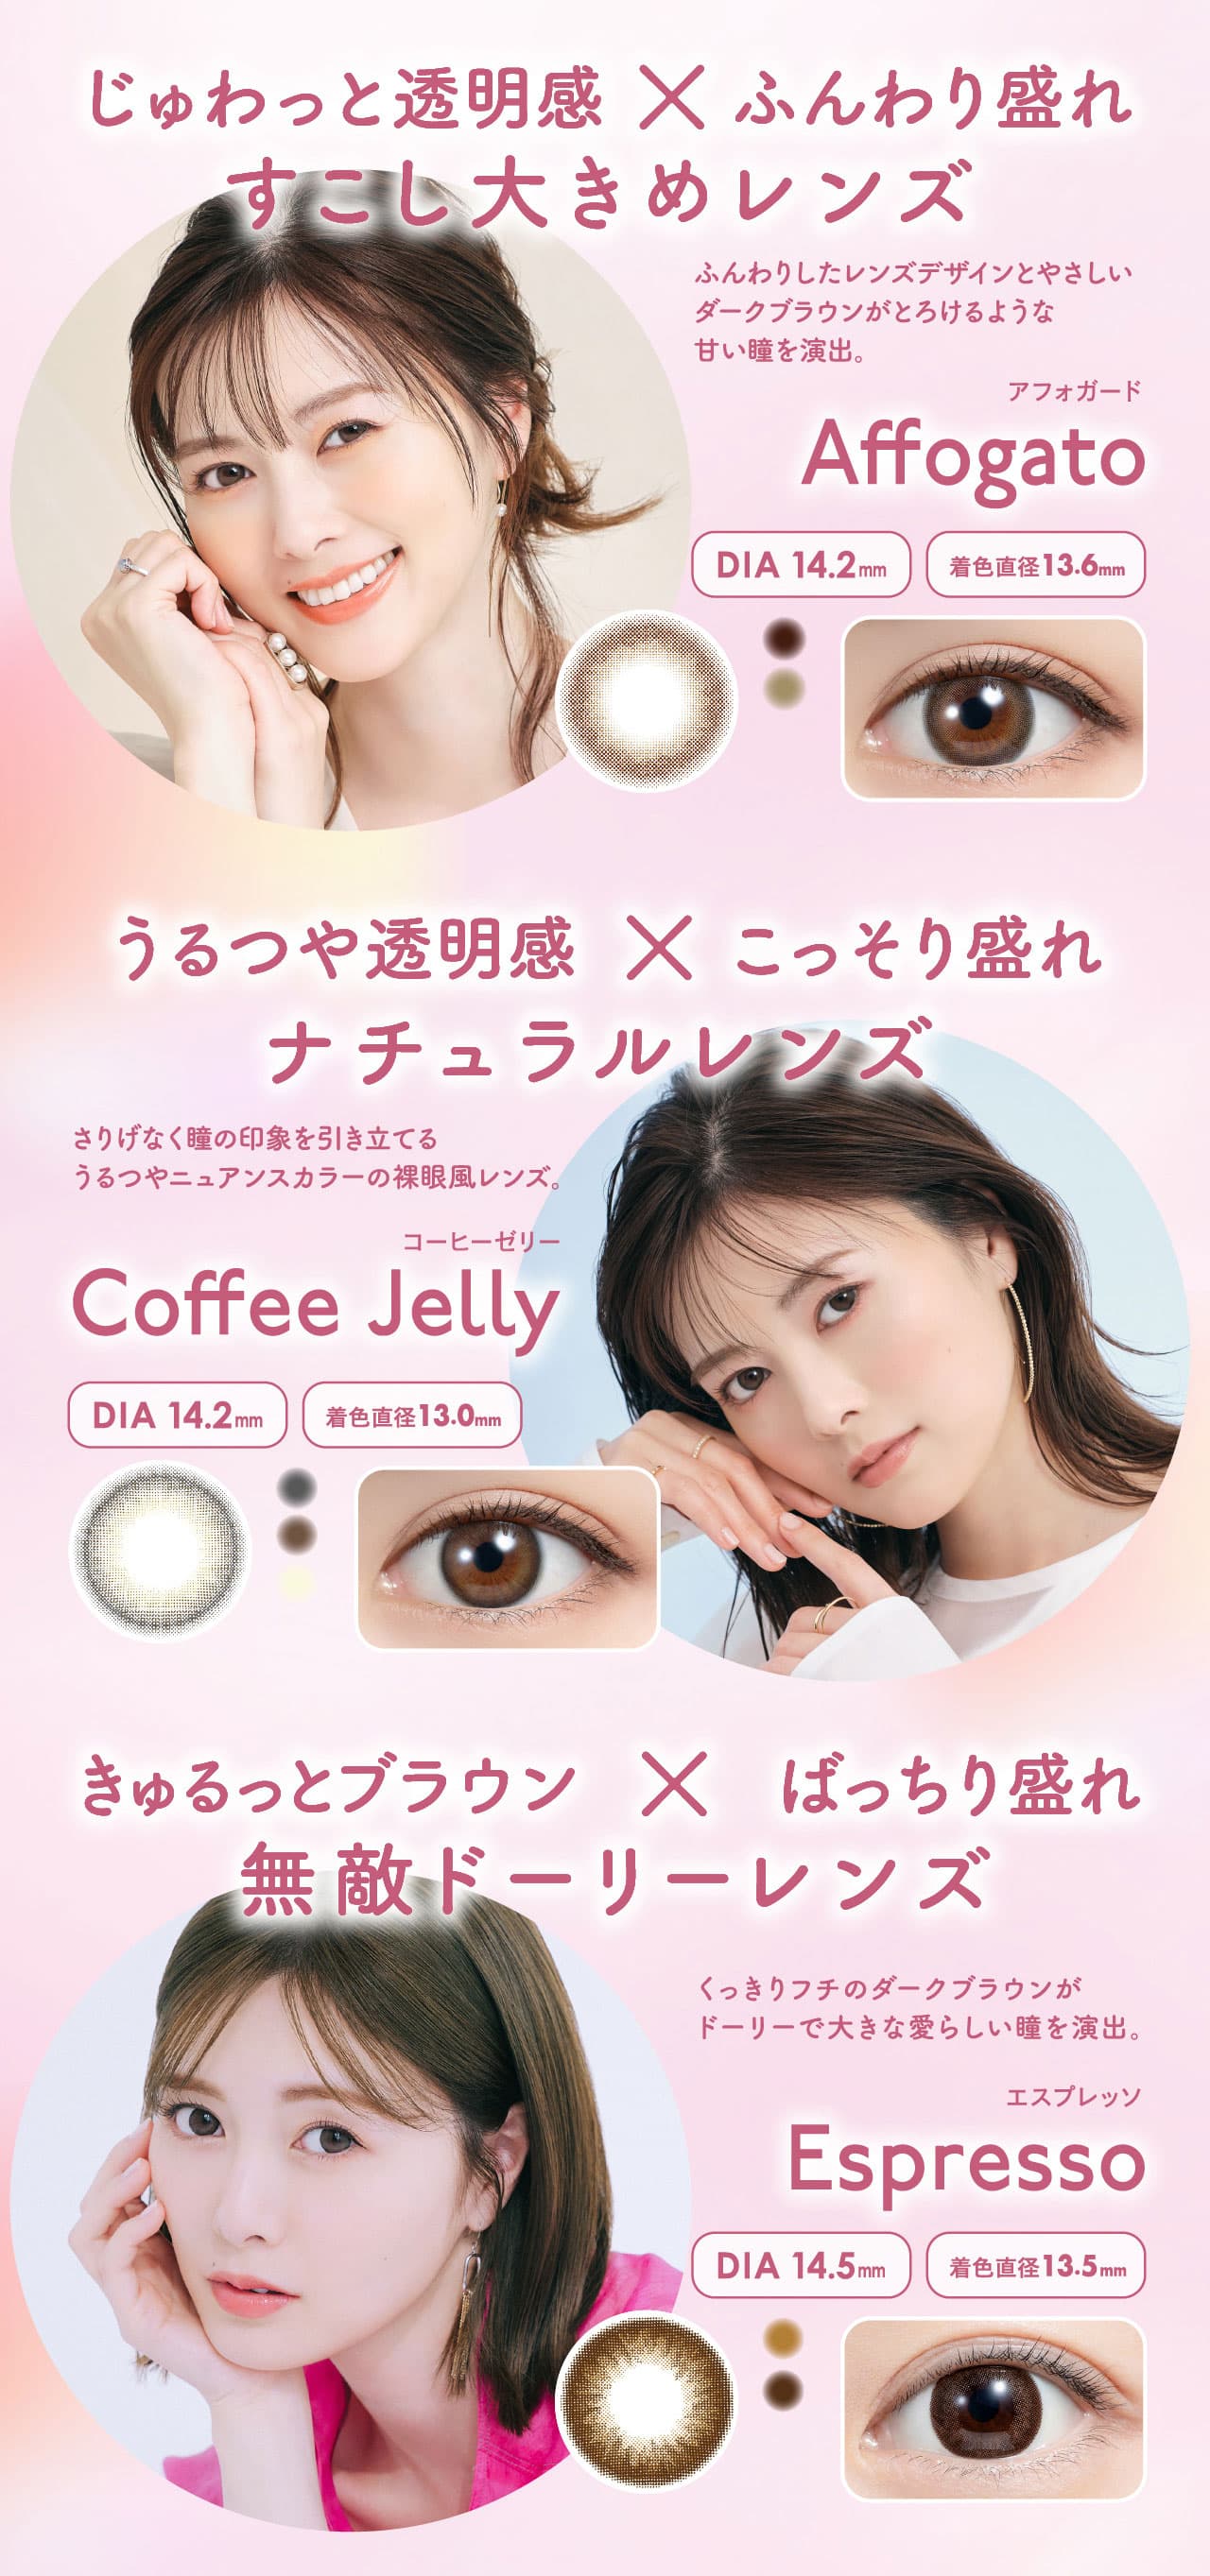 じゅわっと透明感 × ふんわり盛れ
すこし大きめレンズ
ふんわりしたレンズデザインとやさしい
ダークブラウンがとろけるような
甘い瞳を演出。
アフォガード
Affogato
DIA 14.2mm
着色直径13.6mm
うるつや透明感 × こっそり盛れ
ナチュラルレンズ
さりげなく瞳の印象を引き立てる
うるつやニュアンスカラーの裸眼風レンズ。
コーヒーゼリー
Coffee Jelly
DIA 14.2mm
着色直径13.0mm
きゅるっとブラウン × ばっちり盛れ
無敵ドーリーレンズ
くっきりフチのダークブラウンが
ドーリーで大きな愛らしい瞳を演出。
エスプレッソ
Espresso
DIA 14.5mm
着色直径13.5mm